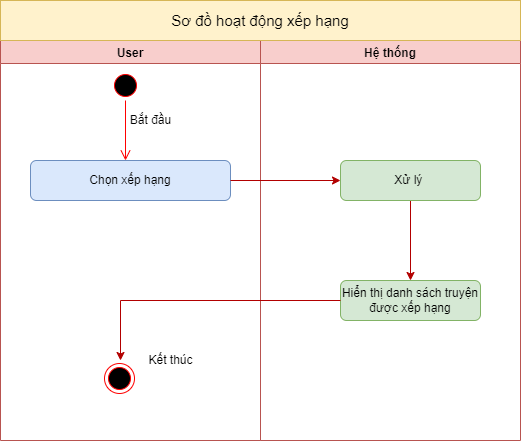 Sơ đồ hoạt động xếp hạng
User
Hệ thống
Bắt đầu
Chọn xếp hạng
Xử lý
Hiển thị danh sách truyện
được xếp hạng
Kết thúc